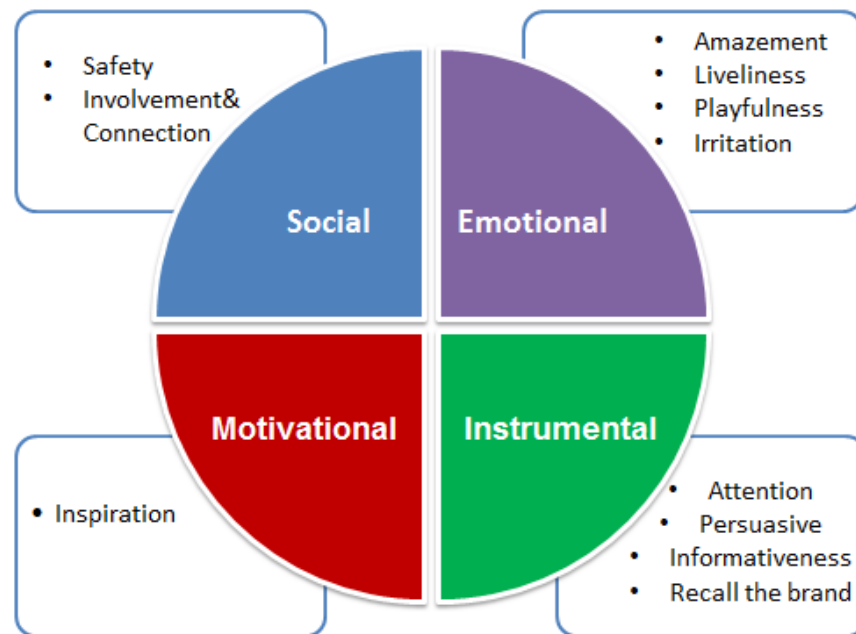 • Safety
• Involvement&
Connection
• Amazement
• Liveliness
• Playfulness
• Irritation
Social
Emotional
Motivational
Instrumental
• Inspiration
• Attention
• Persuasive
• Informativeness
• Recall the brand